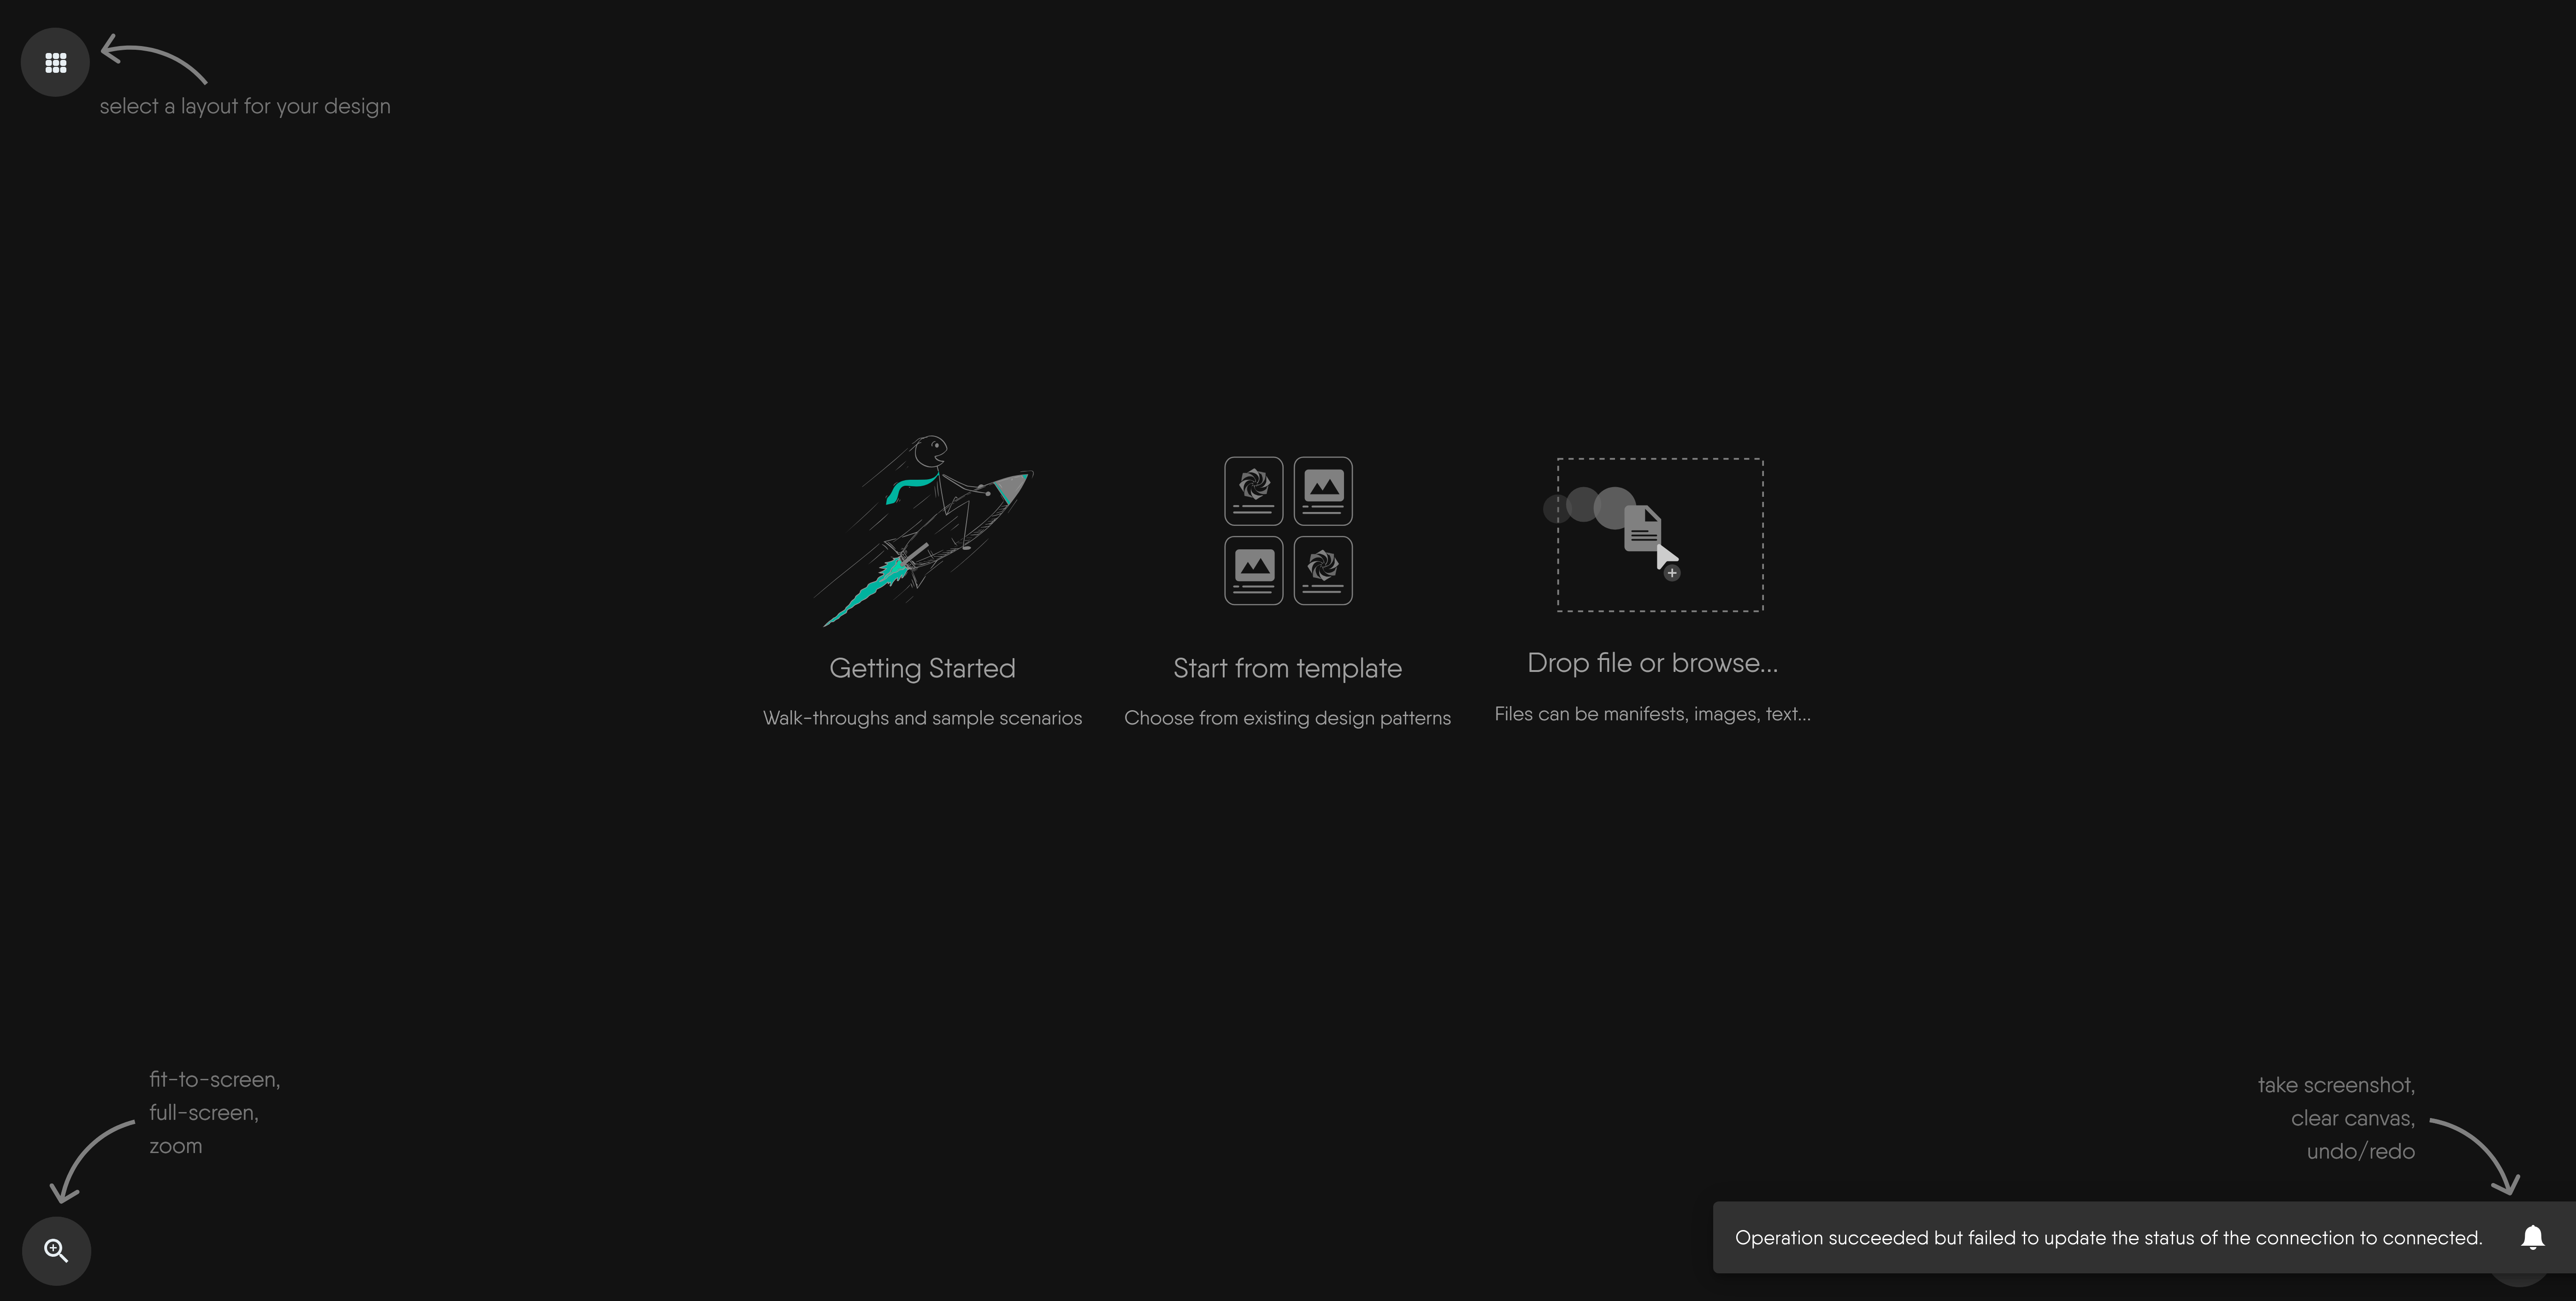 select a layout for your design
Getting Started
Walk-throughs and sample scenarios
Start from template
Choose from existing design patterns
Drop file or browse...
Files can be manifests, images, text...
fit-to-screen,
full-screen,
zoom
take screenshot,
clear canvas,
undo/redo
Operation succeeded but failed to update the status of the connection to connected.